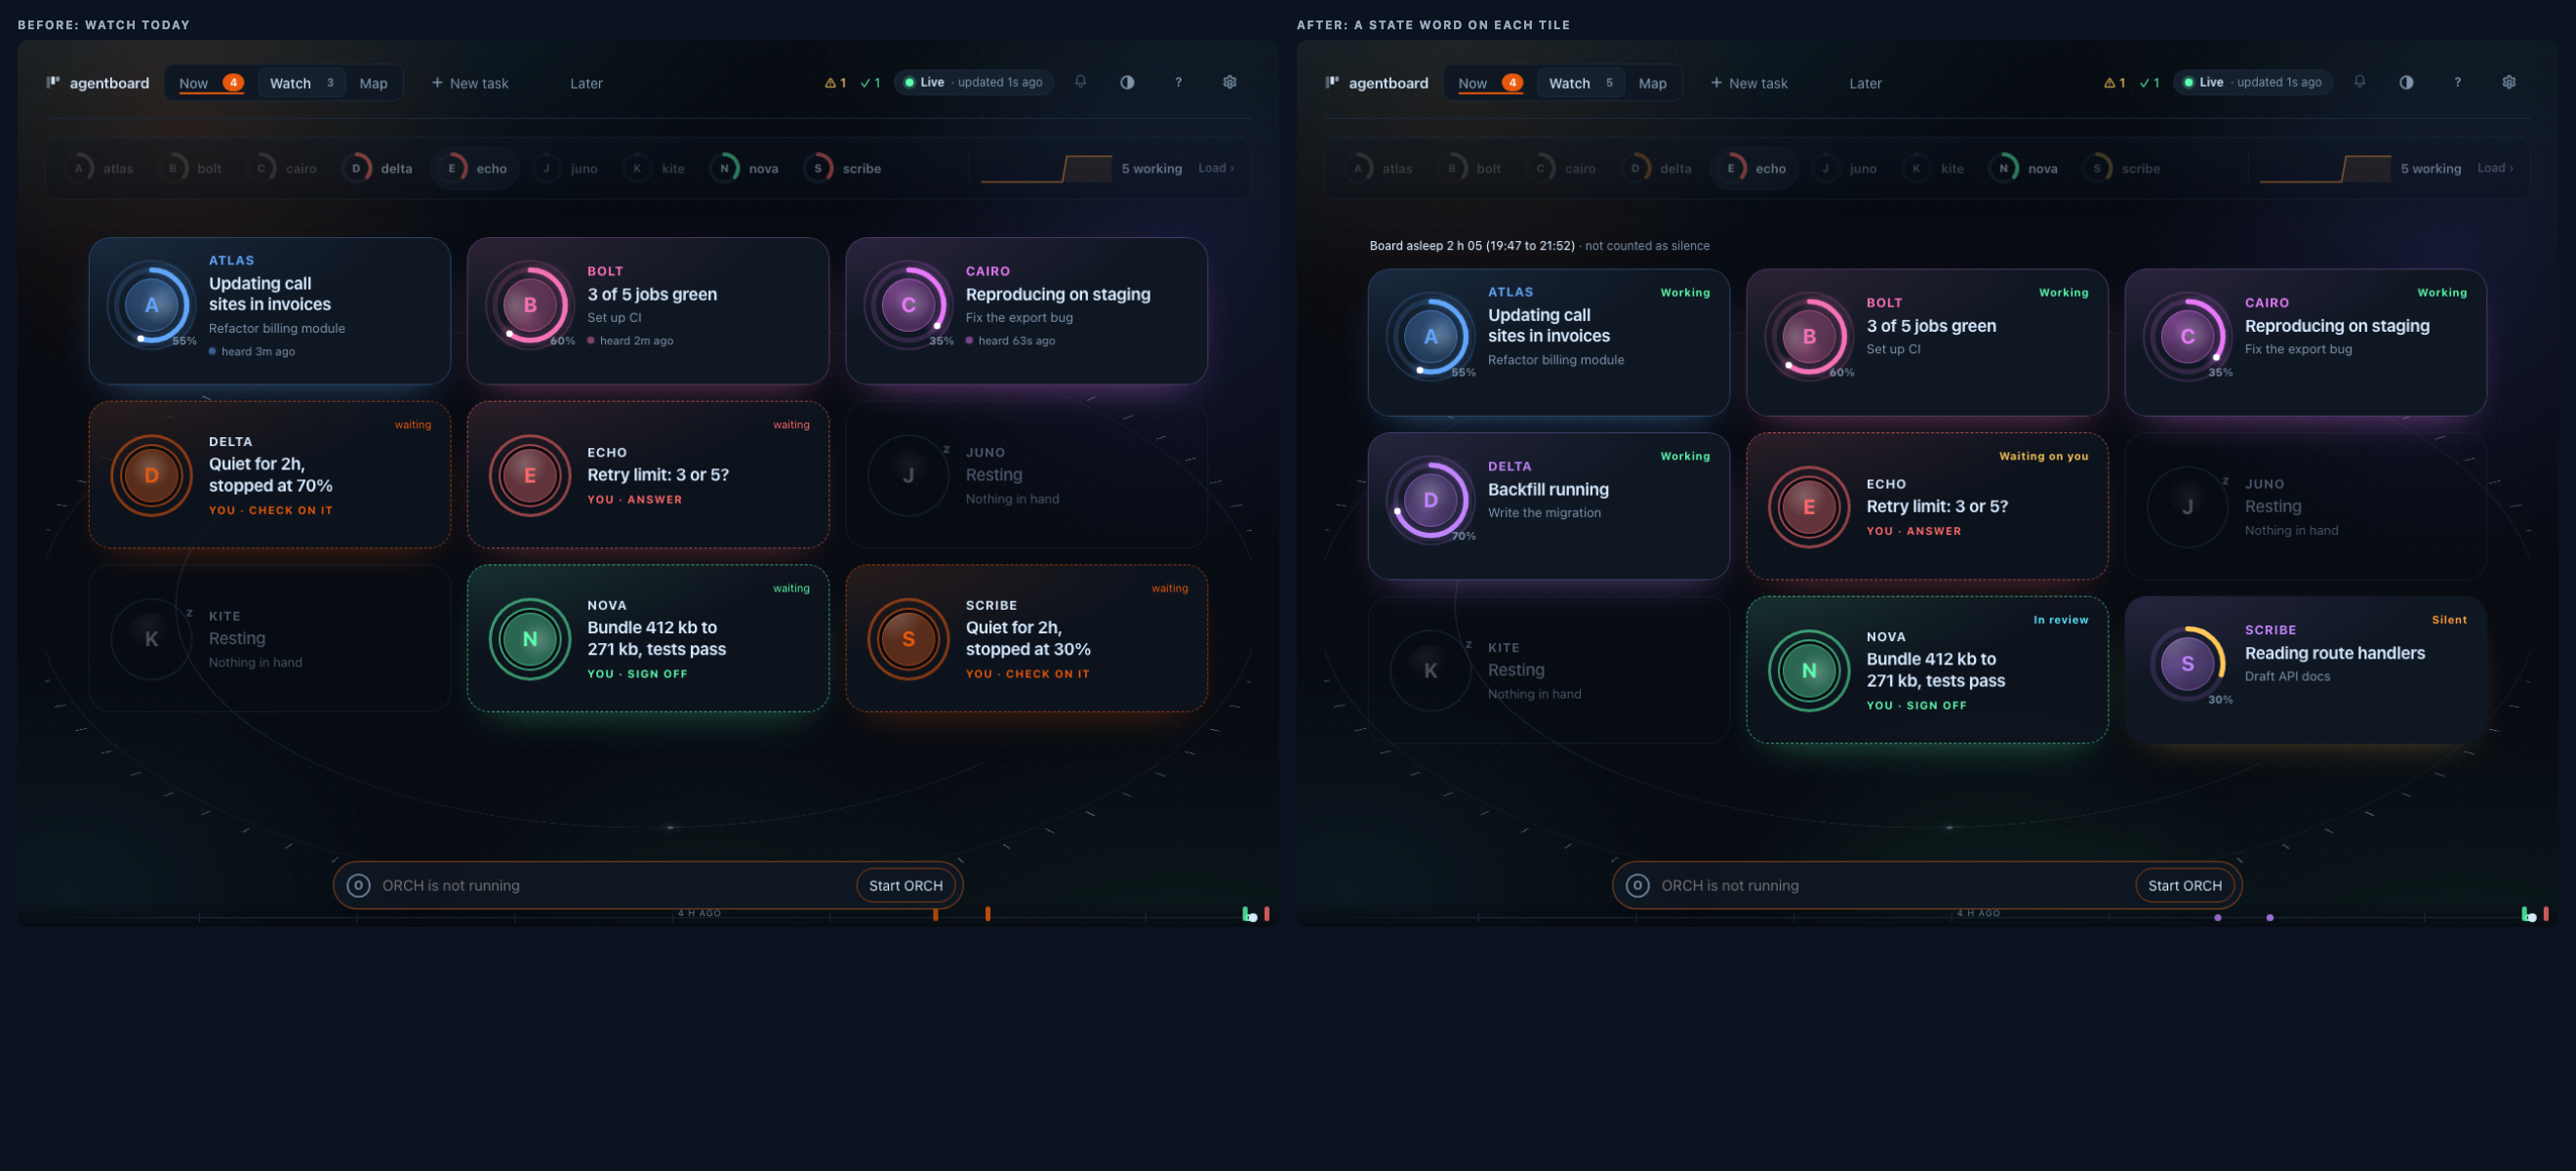 BEFORE: WATCH TODAY
agentboard
Now 4
Watch 3
Map
+ New task
Later
1
1
Live · updated 1s ago
?
A atlas
B bolt
C cairo
D delta
E echo
J juno
K kite
N nova
S scribe
5 working
Load ›
A
55%
ATLAS
Updating call
sites in invoices
Refactor billing module
heard 3m ago
B
60%
BOLT
3 of 5 jobs green
Set up CI
heard 2m ago
C
35%
CAIRO
Reproducing on staging
Fix the export bug
heard 63s ago
waiting
D
DELTA
Quiet for 2h,
stopped at 70%
YOU · CHECK ON IT
waiting
E
ECHO
Retry limit: 3 or 5?
YOU · ANSWER
J
z
JUNO
Resting
Nothing in hand
K
z
KITE
Resting
Nothing in hand
waiting
N
NOVA
Bundle 412 kb to
271 kb, tests pass
YOU · SIGN OFF
waiting
S
SCRIBE
Quiet for 2h,
stopped at 30%
YOU · CHECK ON IT
O
ORCH is not running
Start ORCH
4 H AGO
AFTER: A STATE WORD ON EACH TILE
agentboard
Now 4
Watch 5
Map
+ New task
Later
1
1
Live · updated 1s ago
?
A atlas
B bolt
C cairo
D delta
E echo
J juno
K kite
N nova
S scribe
5 working
Load ›
Board asleep 2 h 05 (19:47 to 21:52) · not counted as silence
A
55%
ATLAS
Working
Updating call
sites in invoices
Refactor billing module
B
60%
BOLT
Working
3 of 5 jobs green
Set up CI
C
35%
CAIRO
Working
Reproducing on staging
Fix the export bug
D
70%
DELTA
Working
Backfill running
Write the migration
Waiting on you
E
ECHO
Retry limit: 3 or 5?
YOU · ANSWER
J
z
JUNO
Resting
Nothing in hand
K
z
KITE
Resting
Nothing in hand
In review
N
NOVA
Bundle 412 kb to
271 kb, tests pass
YOU · SIGN OFF
Silent
S
30%
SCRIBE
Reading route handlers
Draft API docs
O
ORCH is not running
Start ORCH
4 H AGO